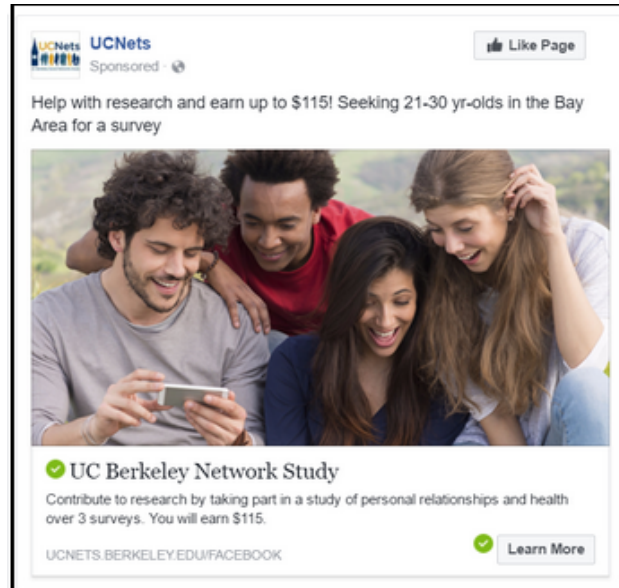 UCNets
UCNets
Sponsored ·
Like Page
Help with research and earn up to $115! Seeking 21-30 yr-olds in the Bay
Area for a survey
UC Berkeley Network Study
Contribute to research by taking part in a study of personal relationships and health
over 3 surveys. You will earn $115.
UCNETS.BERKELEY.EDU/FACEBOOK
Learn More